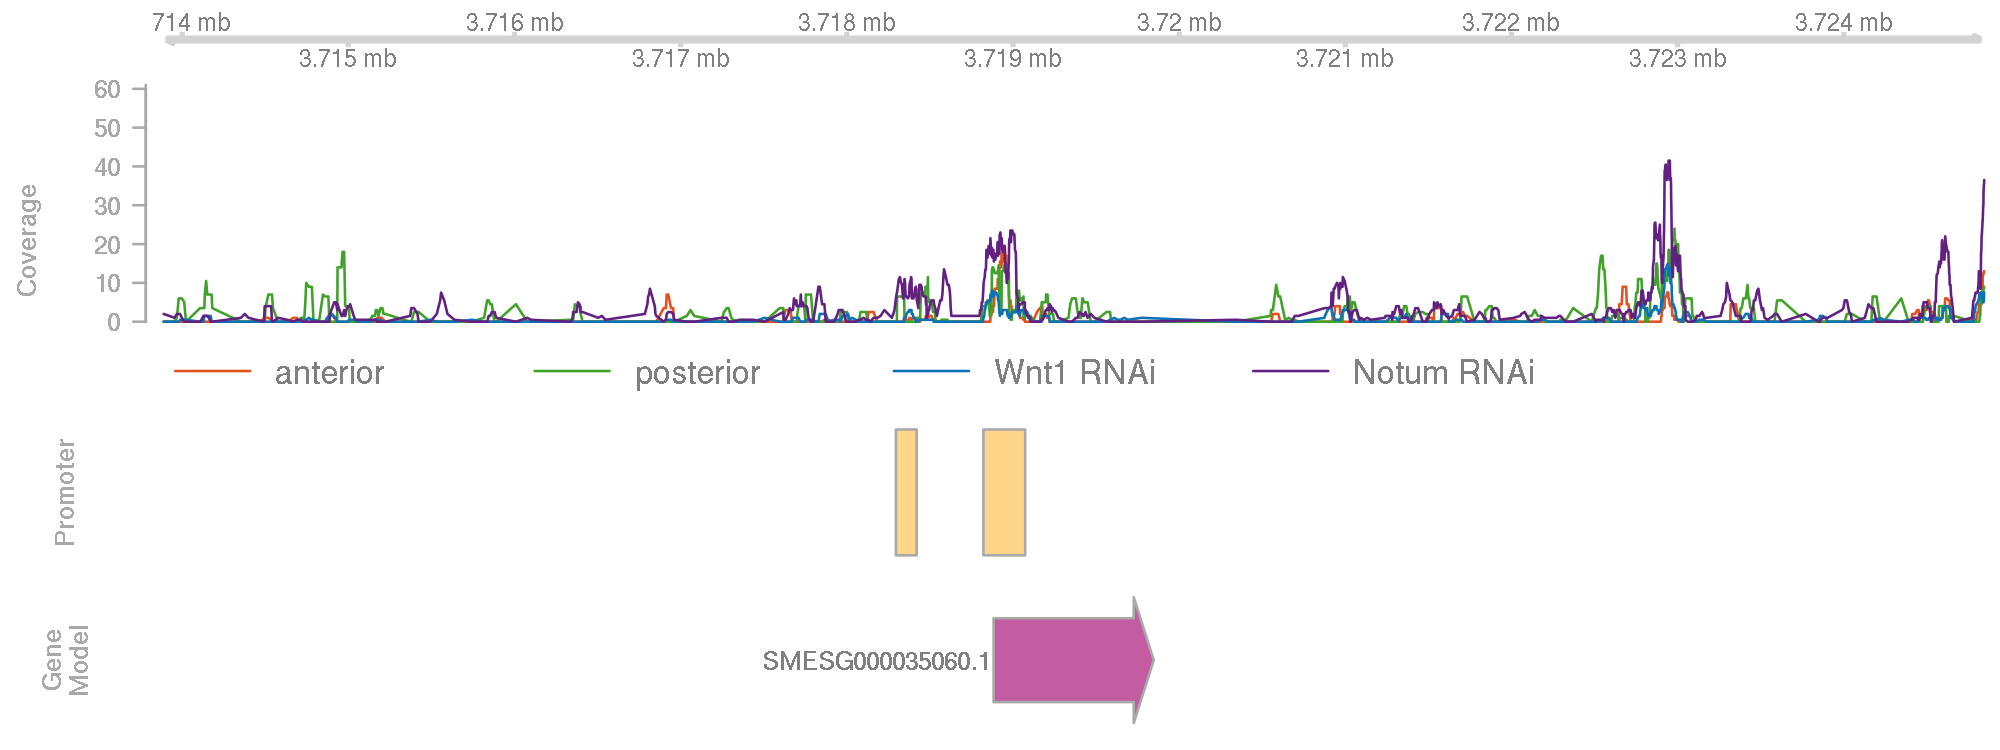 714 mb 3.716 mb 3.718 mb 3.72 mb 3.722 mb 3.724 mb
3.715 mb 3.717 mb 3.719 mb 3.721 mb 3.723 mb
60
50
40
30
20
10
0
Coverage
anterior posterior Wnt1 RNAi Notum RNAi
Promoter
Gene
Model
SMESG000035060.1